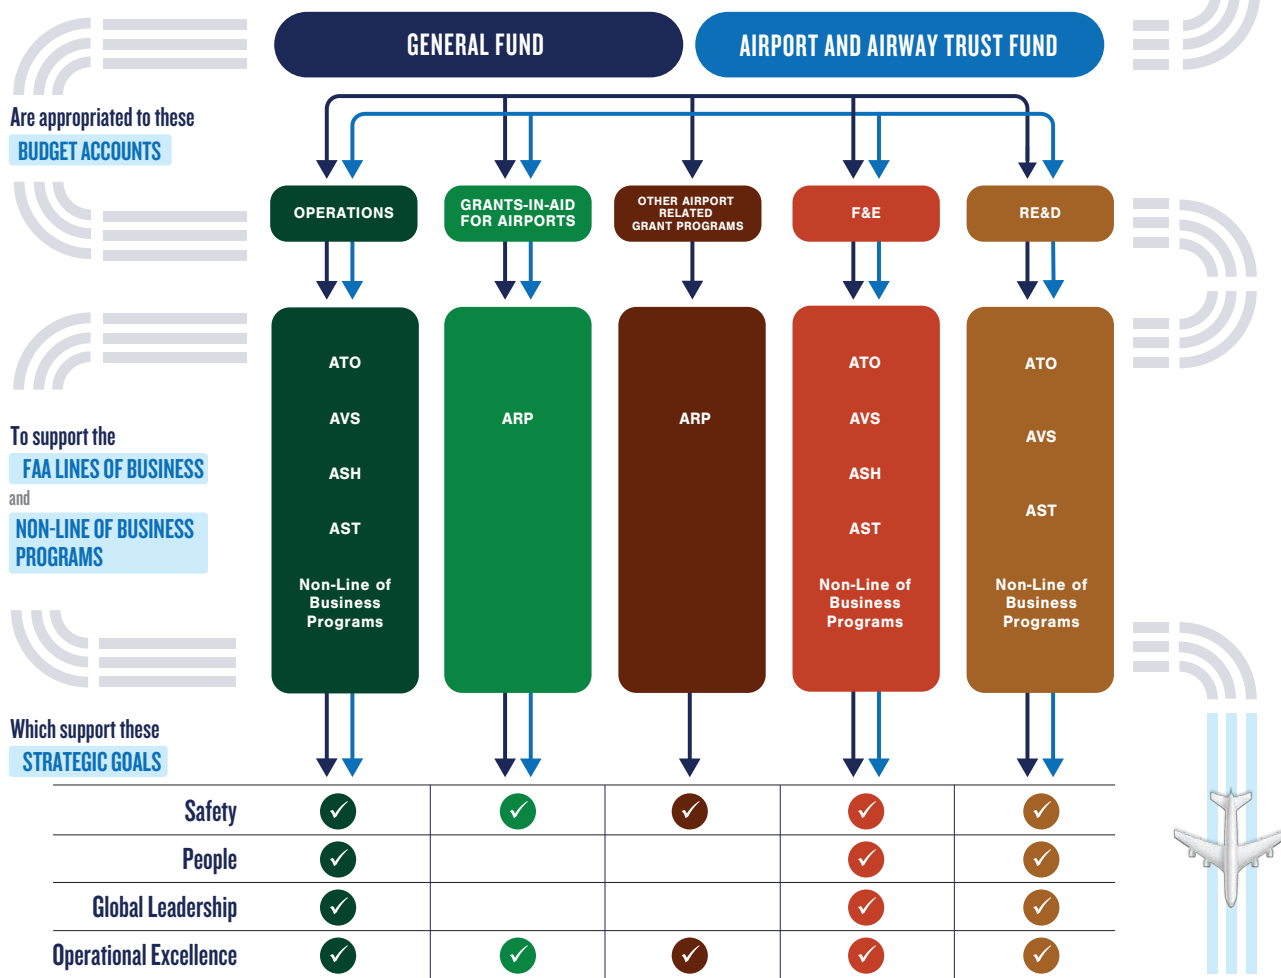 GENERAL FUND
AIRPORT AND AIRWAY TRUST FUND
Are appropriated to these
BUDGET ACCOUNTS
OPERATIONS
GRANTS-IN-AID
FOR AIRPORTS
OTHER AIRPORT
RELATED
GRANT PROGRAMS
F&E
RE&D
To support the
FAA LINES OF BUSINESS
and
NON-LINE OF BUSINESS
PROGRAMS
ATO
AVS
ASH
AST
Non-Line of
Business
Programs
ARP
ARP
ATO
AVS
ASH
AST
Non-Line of
Business
Programs
ATO
AVS
AST
Non-Line of
Business
Programs
Which support these
STRATEGIC GOALS
Safety
People
Global Leadership
Operational Excellence